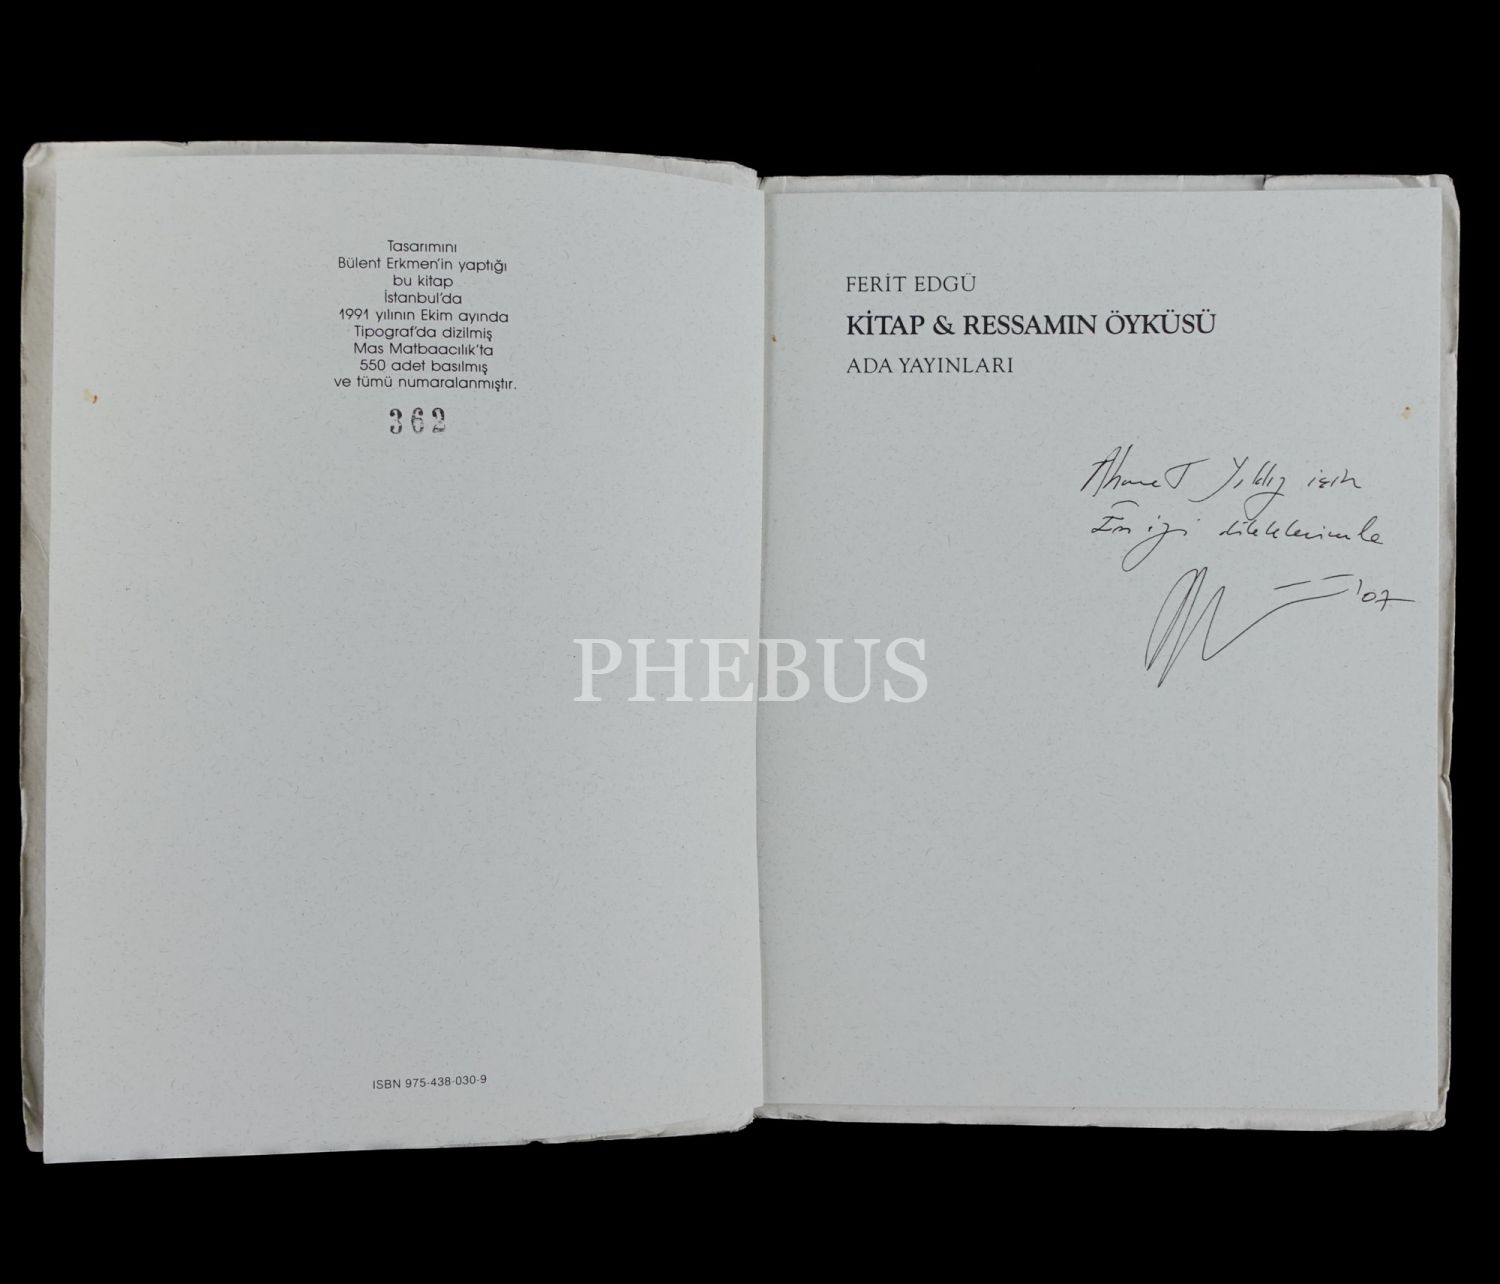 Tasarımını
Bülent Erkmen'in yaptığı
bu kitap
İstanbul'da
1991 yılının Ekim ayında
Tipograf'da dizilmiş
Mas Matbaacılık'ta
550 adet basılmış
ve tümü numaralanmıştır.
362
ISBN 975-438-030-9
FERİT EDGÜ
KİTAP & RESSAMIN ÖYKÜSÜ
ADA YAYINLARI
Ahmet Yıldız için
En iyi dileklerimle
'07
PHEBUS